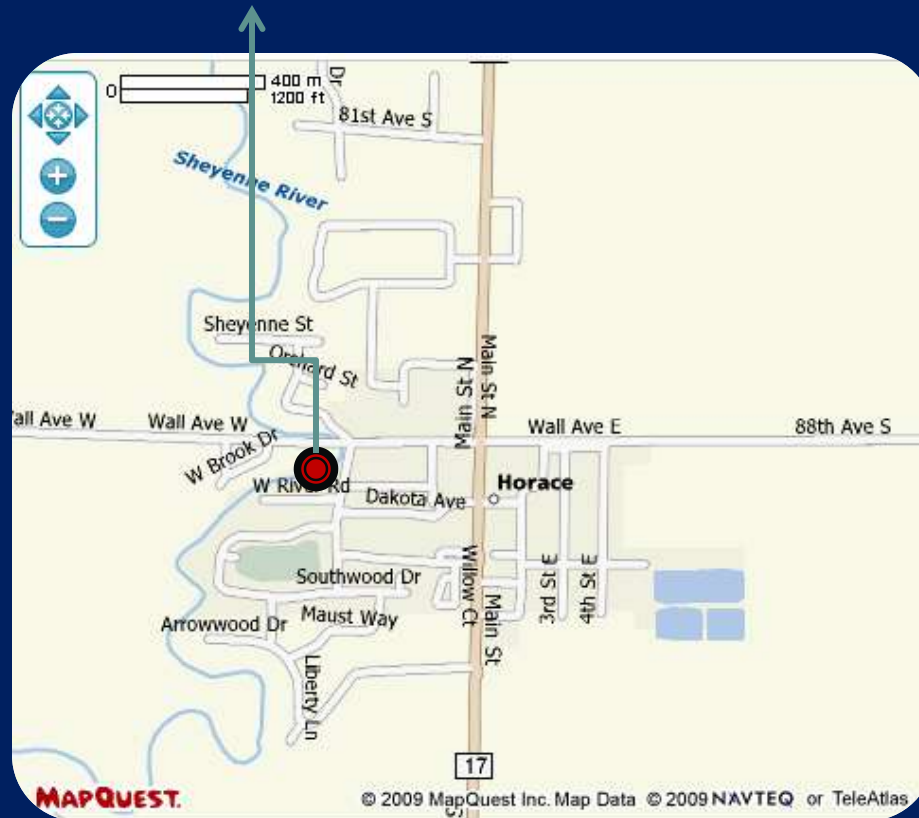 0
400 m
1200 ft
Dr
81st Ave S
Sheyenne River
Sheyenne St
Orchard St
Main St N
Main St N
Wall Ave W
Wall Ave W
Wall Ave E
88th Ave S
W Brook Dr
W River Rd
Dakota Ave
Horace
Willow Ct
3rd St E
4th St E
Southwood Dr
Maust Way
Main St
Arrowwood Dr
Liberty Ln
17
MAPQUEST.
© 2009 MapQuest Inc. Map Data © 2009 NAVTEQ or TeleAtlas